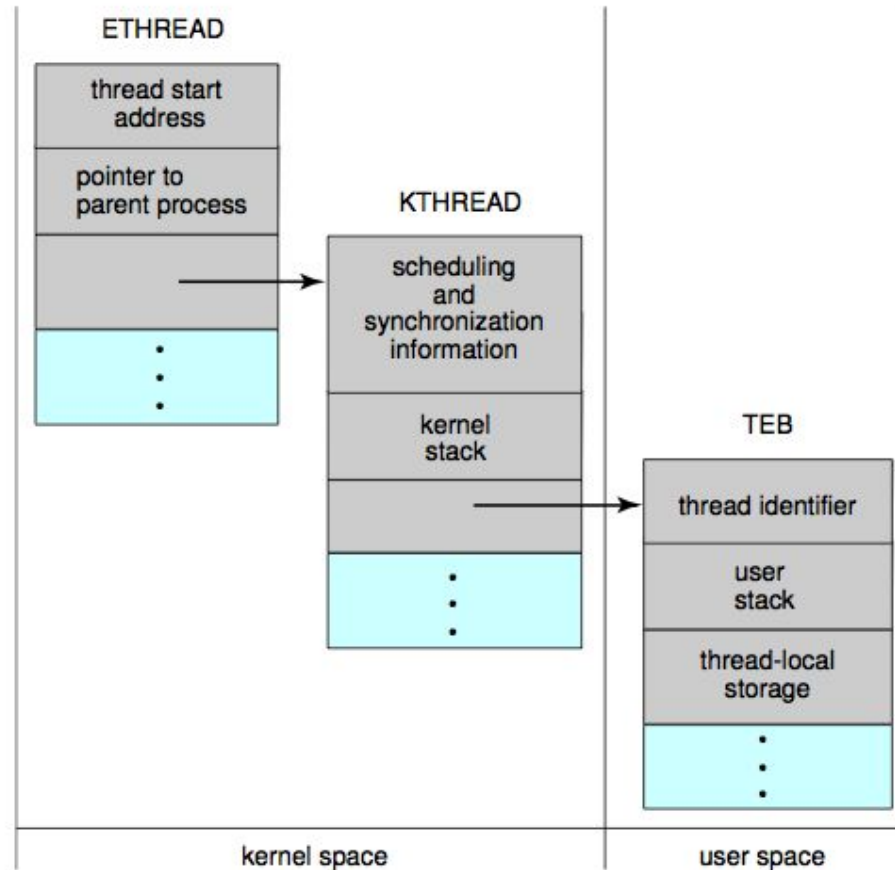 ETHREAD
thread start
address
pointer to
parent process
KTHREAD
scheduling
and
synchronization
information
kernel
stack
TEB
thread identifier
user
stack
thread-local
storage
kernel space
user space